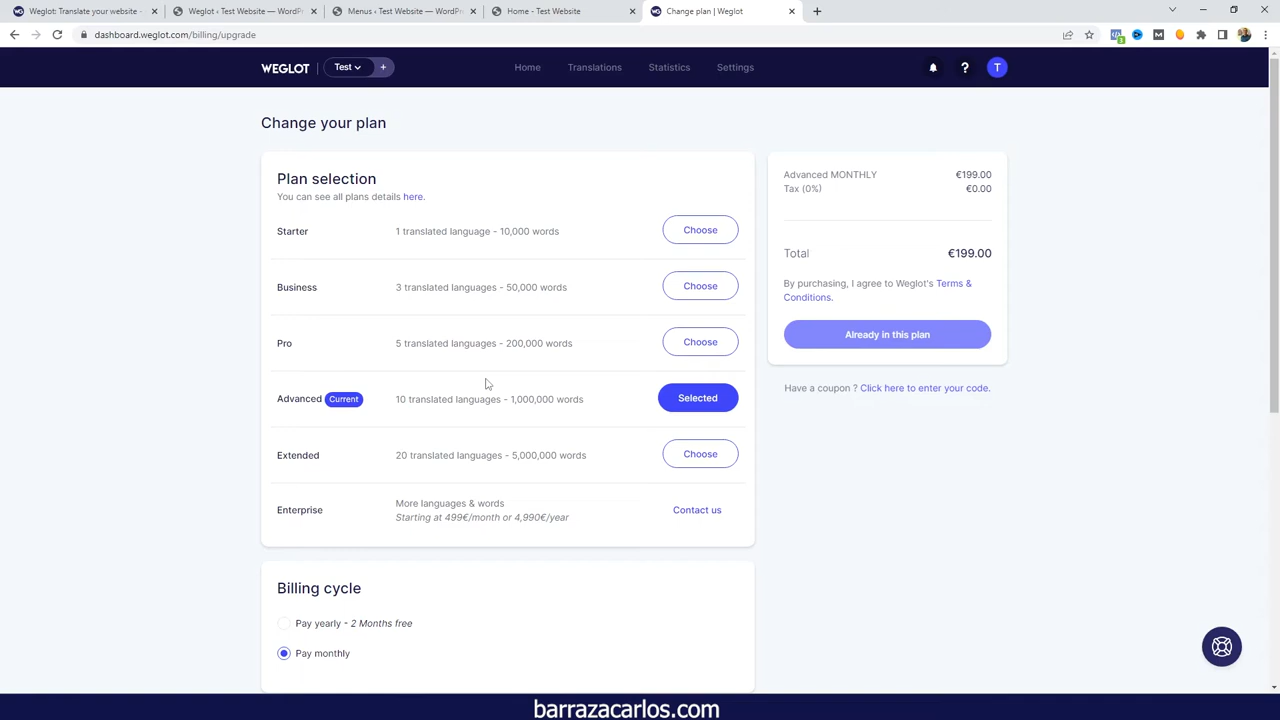 Weglot: Translate your website -
Weglot ‹ Test Website — WordPr
Menus ‹ Test Website — WordPr
Home - Test Website
Change plan | Weglot
dashboard.weglot.com/billing/upgrade
WEGLOT
Test
Home
Translations
Statistics
Settings
?
T
Change your plan
Plan selection
You can see all plans details here.
Starter
1 translated language - 10,000 words
Choose
Business
3 translated languages - 50,000 words
Choose
Pro
5 translated languages - 200,000 words
Choose
Advanced Current
10 translated languages - 1,000,000 words
Selected
Extended
20 translated languages - 5,000,000 words
Choose
Enterprise
More languages & words
Starting at 499€/month or 4,990€/year
Contact us
Advanced MONTHLY €199.00
Tax (0%) €0.00
Total €199.00
By purchasing, I agree to Weglot's Terms &
Conditions.
Already in this plan
Have a coupon ? Click here to enter your code.
Billing cycle
Pay yearly - 2 Months free
Pay monthly
barrazacarlos.com